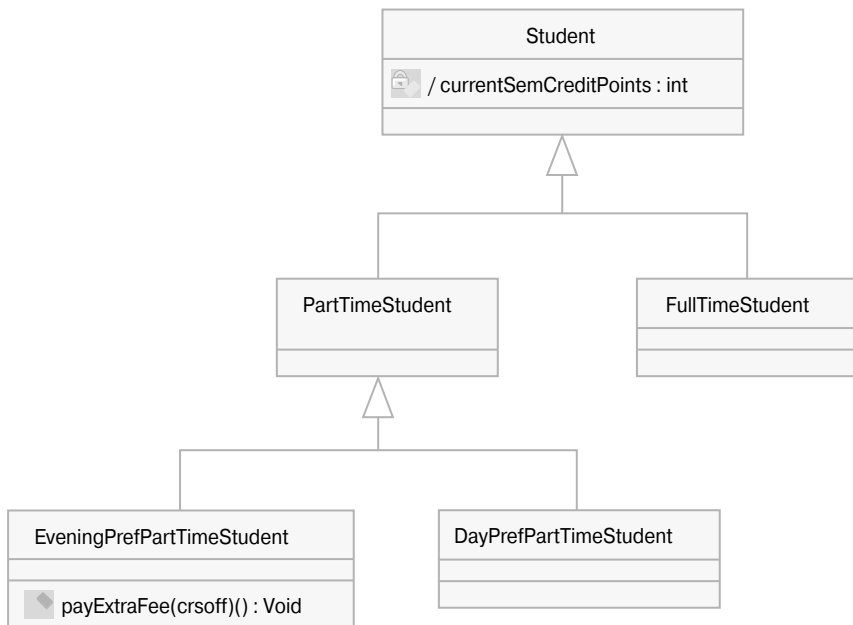 Student
/ currentSemCreditPoints : int
PartTimeStudent
FullTimeStudent
EveningPrefPartTimeStudent
DayPrefPartTimeStudent
payExtraFee(crsoff)() : Void